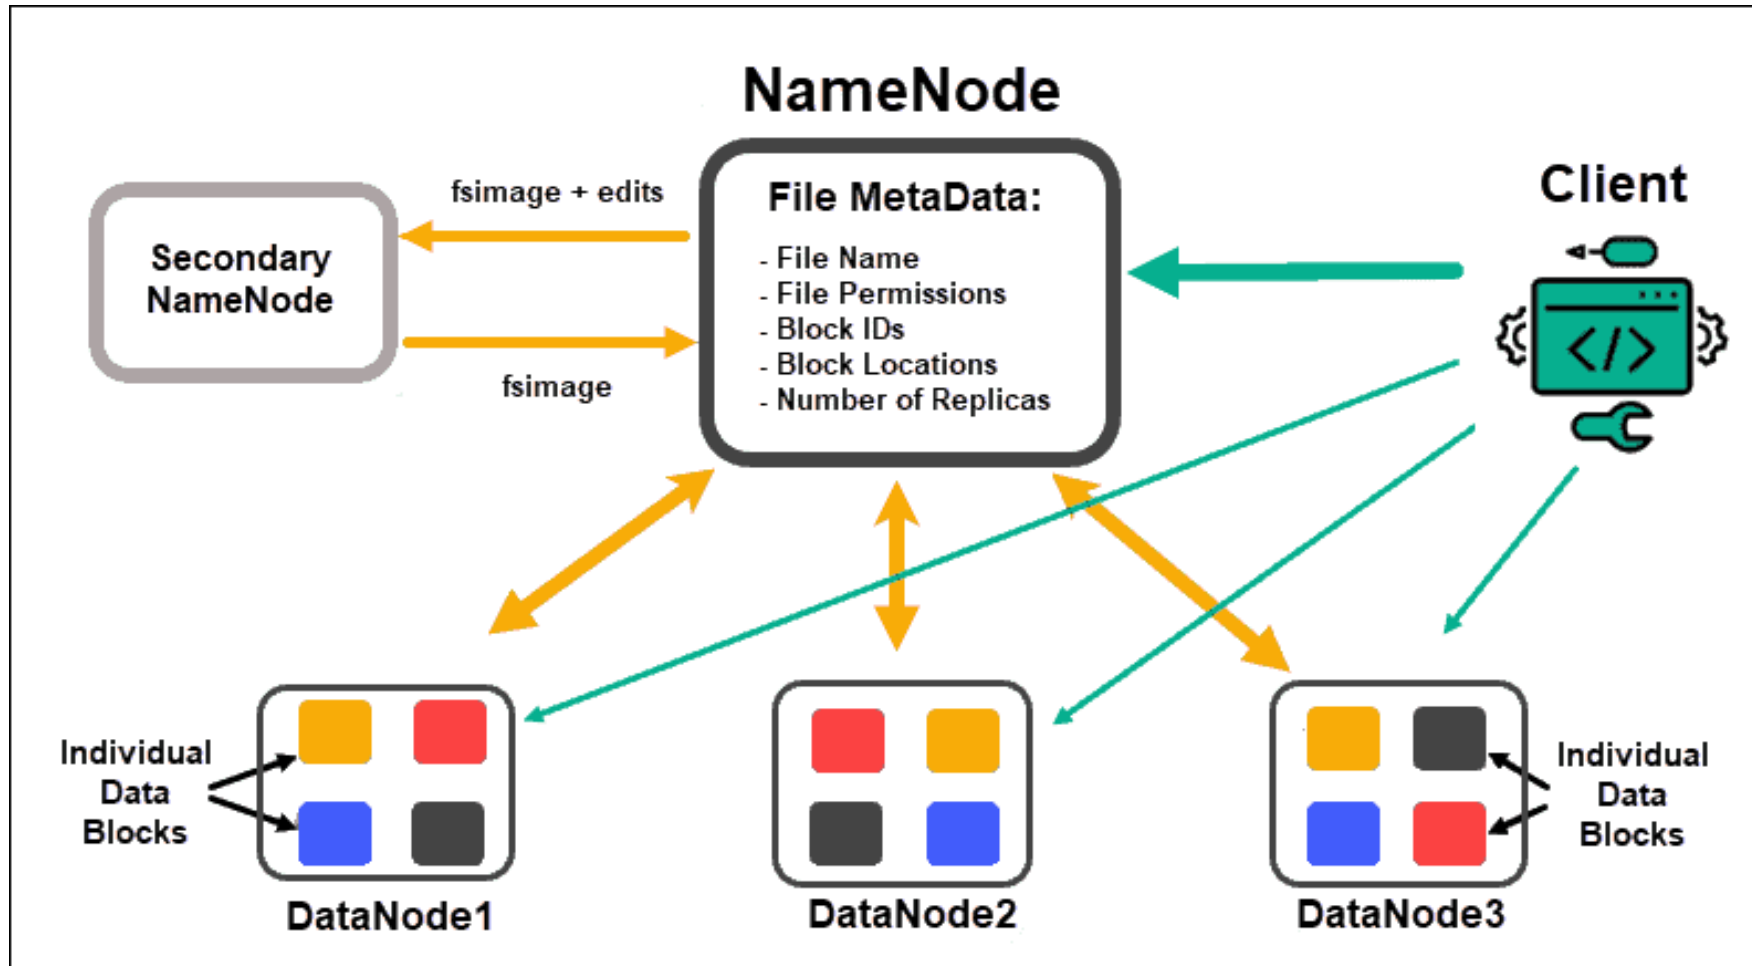 NameNode
File MetaData:
- File Name
- File Permissions
- Block IDs
- Block Locations
- Number of Replicas
fsimage + edits
Secondary
NameNode
fsimage
Client
</>
Individual
Data
Blocks
Individual
Data
Blocks
DataNode1
DataNode2
DataNode3